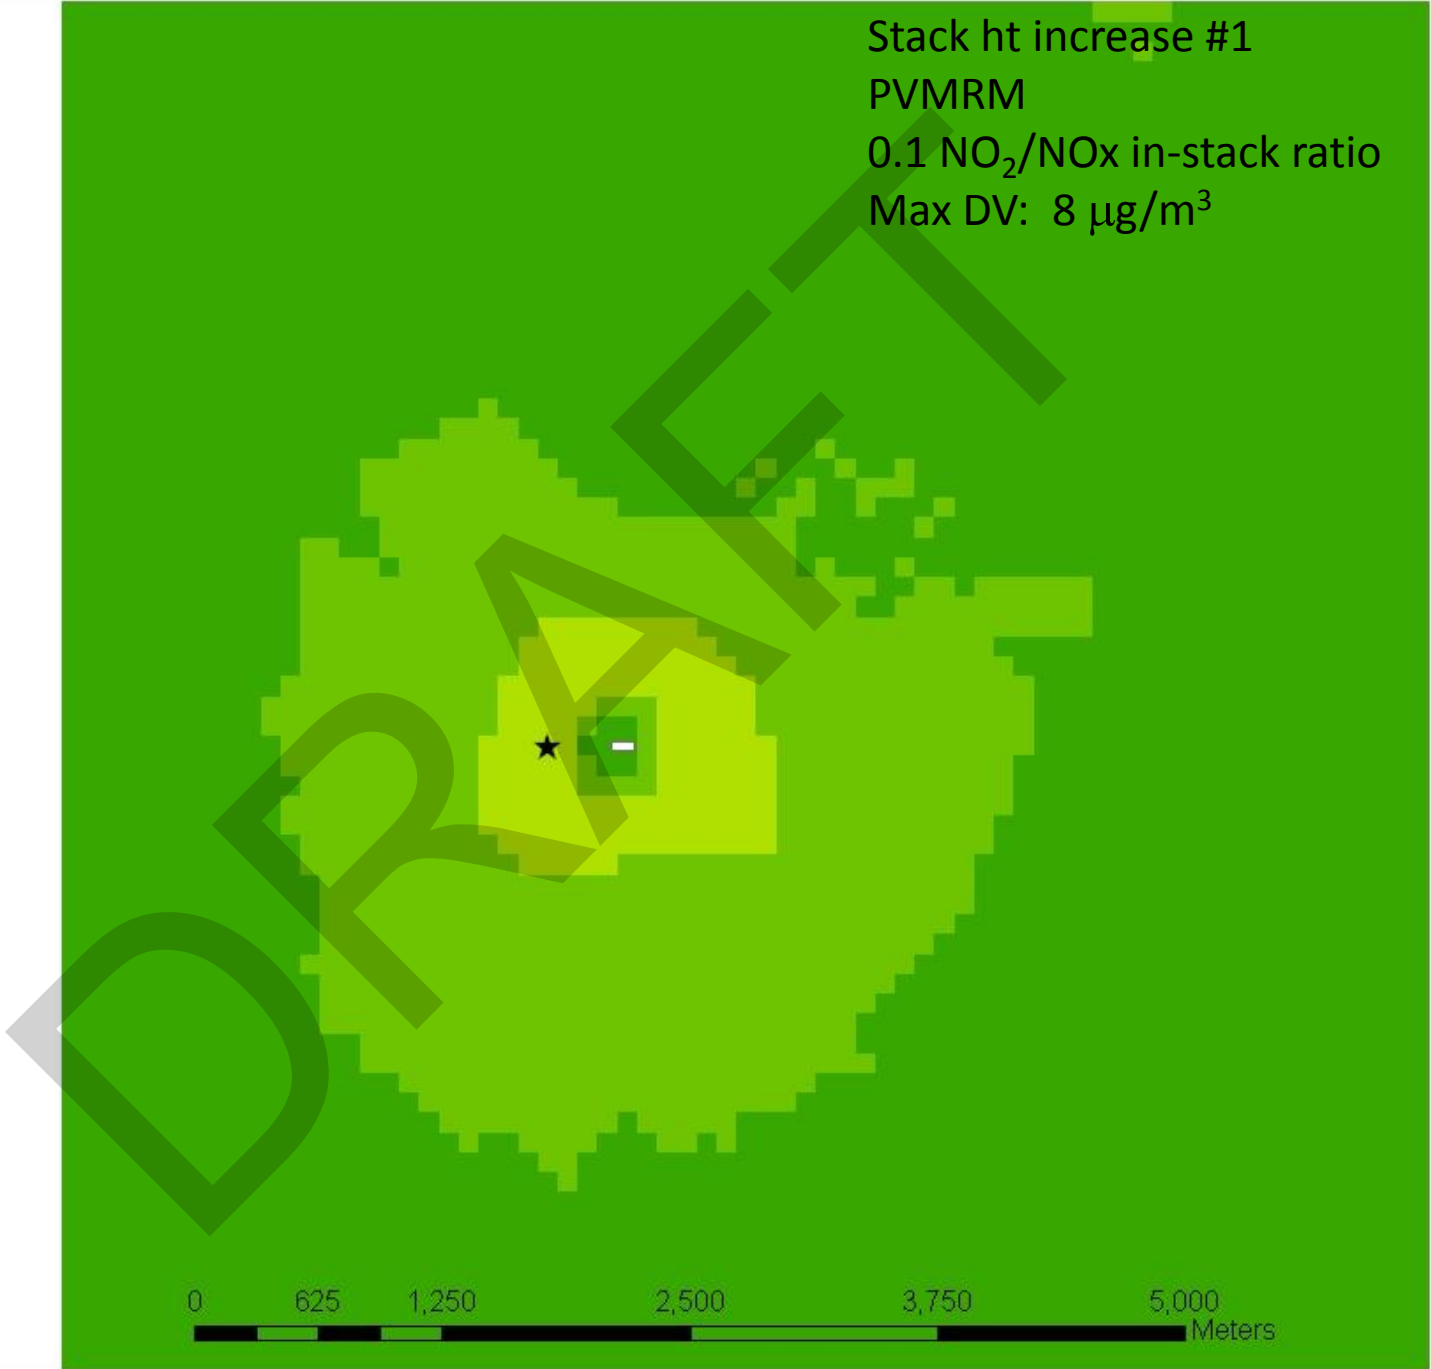 Stack ht increase #1
PVMRM
0.1 NO₂/NOx in-stack ratio
Max DV: 8 µg/m³
DRAFT
0 625 1,250 2,500 3,750 5,000
Meters